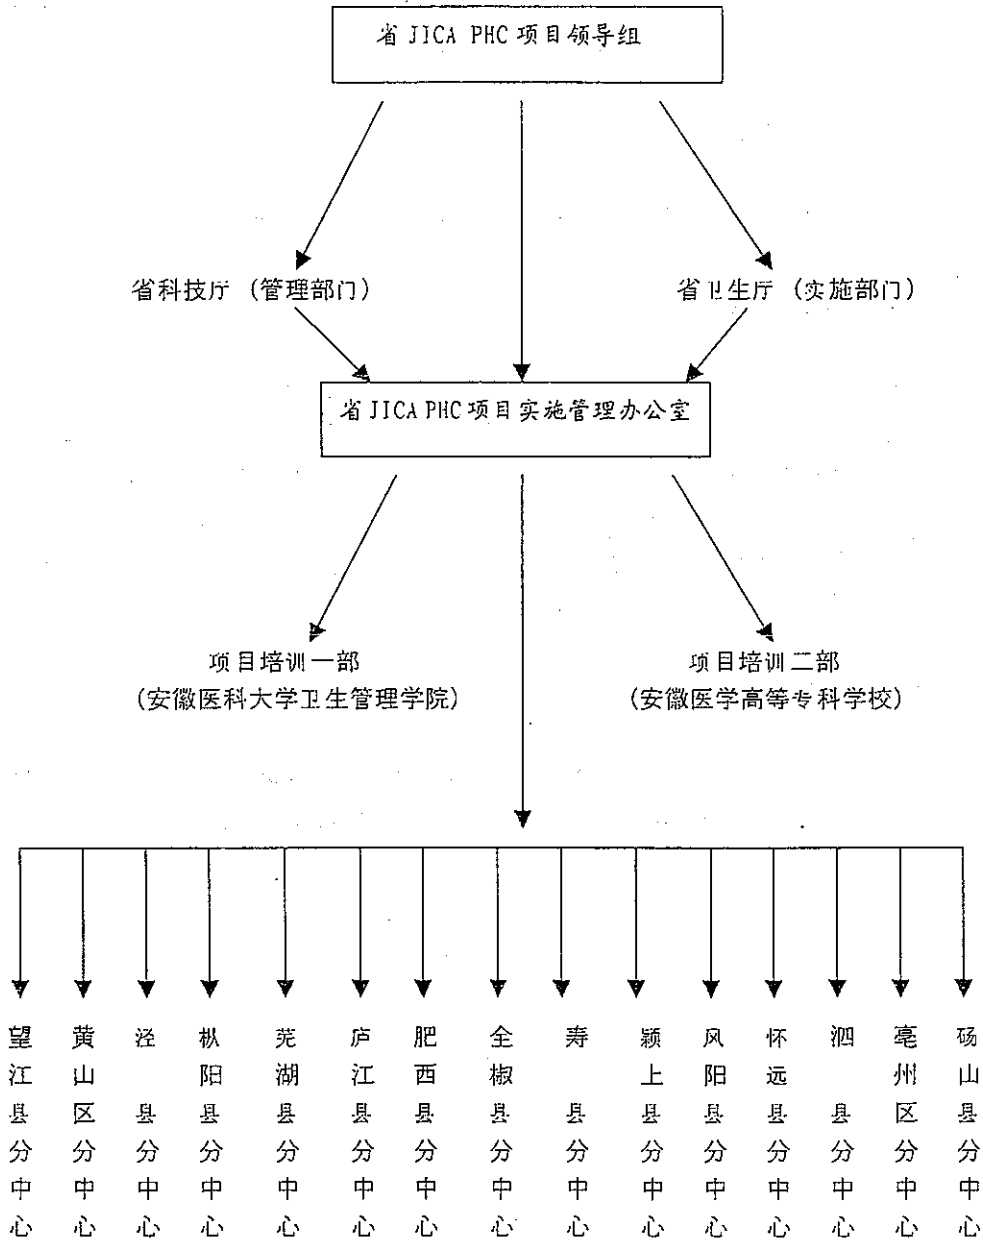 省 JICA PHC 项目领导组
省科技厅（管理部门）
省卫生厅（实施部门）
省 JICA PHC 项目实施管理办公室
项目培训一部
(安徽医科大学卫生管理学院)
项目培训二部
(安徽医学高等专科学校)
望江县分中心
黄山区分中心
泾县分中心
枞阳县分中心
芜湖县分中心
庐江县分中心
肥西县分中心
全椒县分中心
寿县分中心
颍上县分中心
凤阳县分中心
怀远县分中心
泗县分中心
亳州区分中心
砀山县分中心